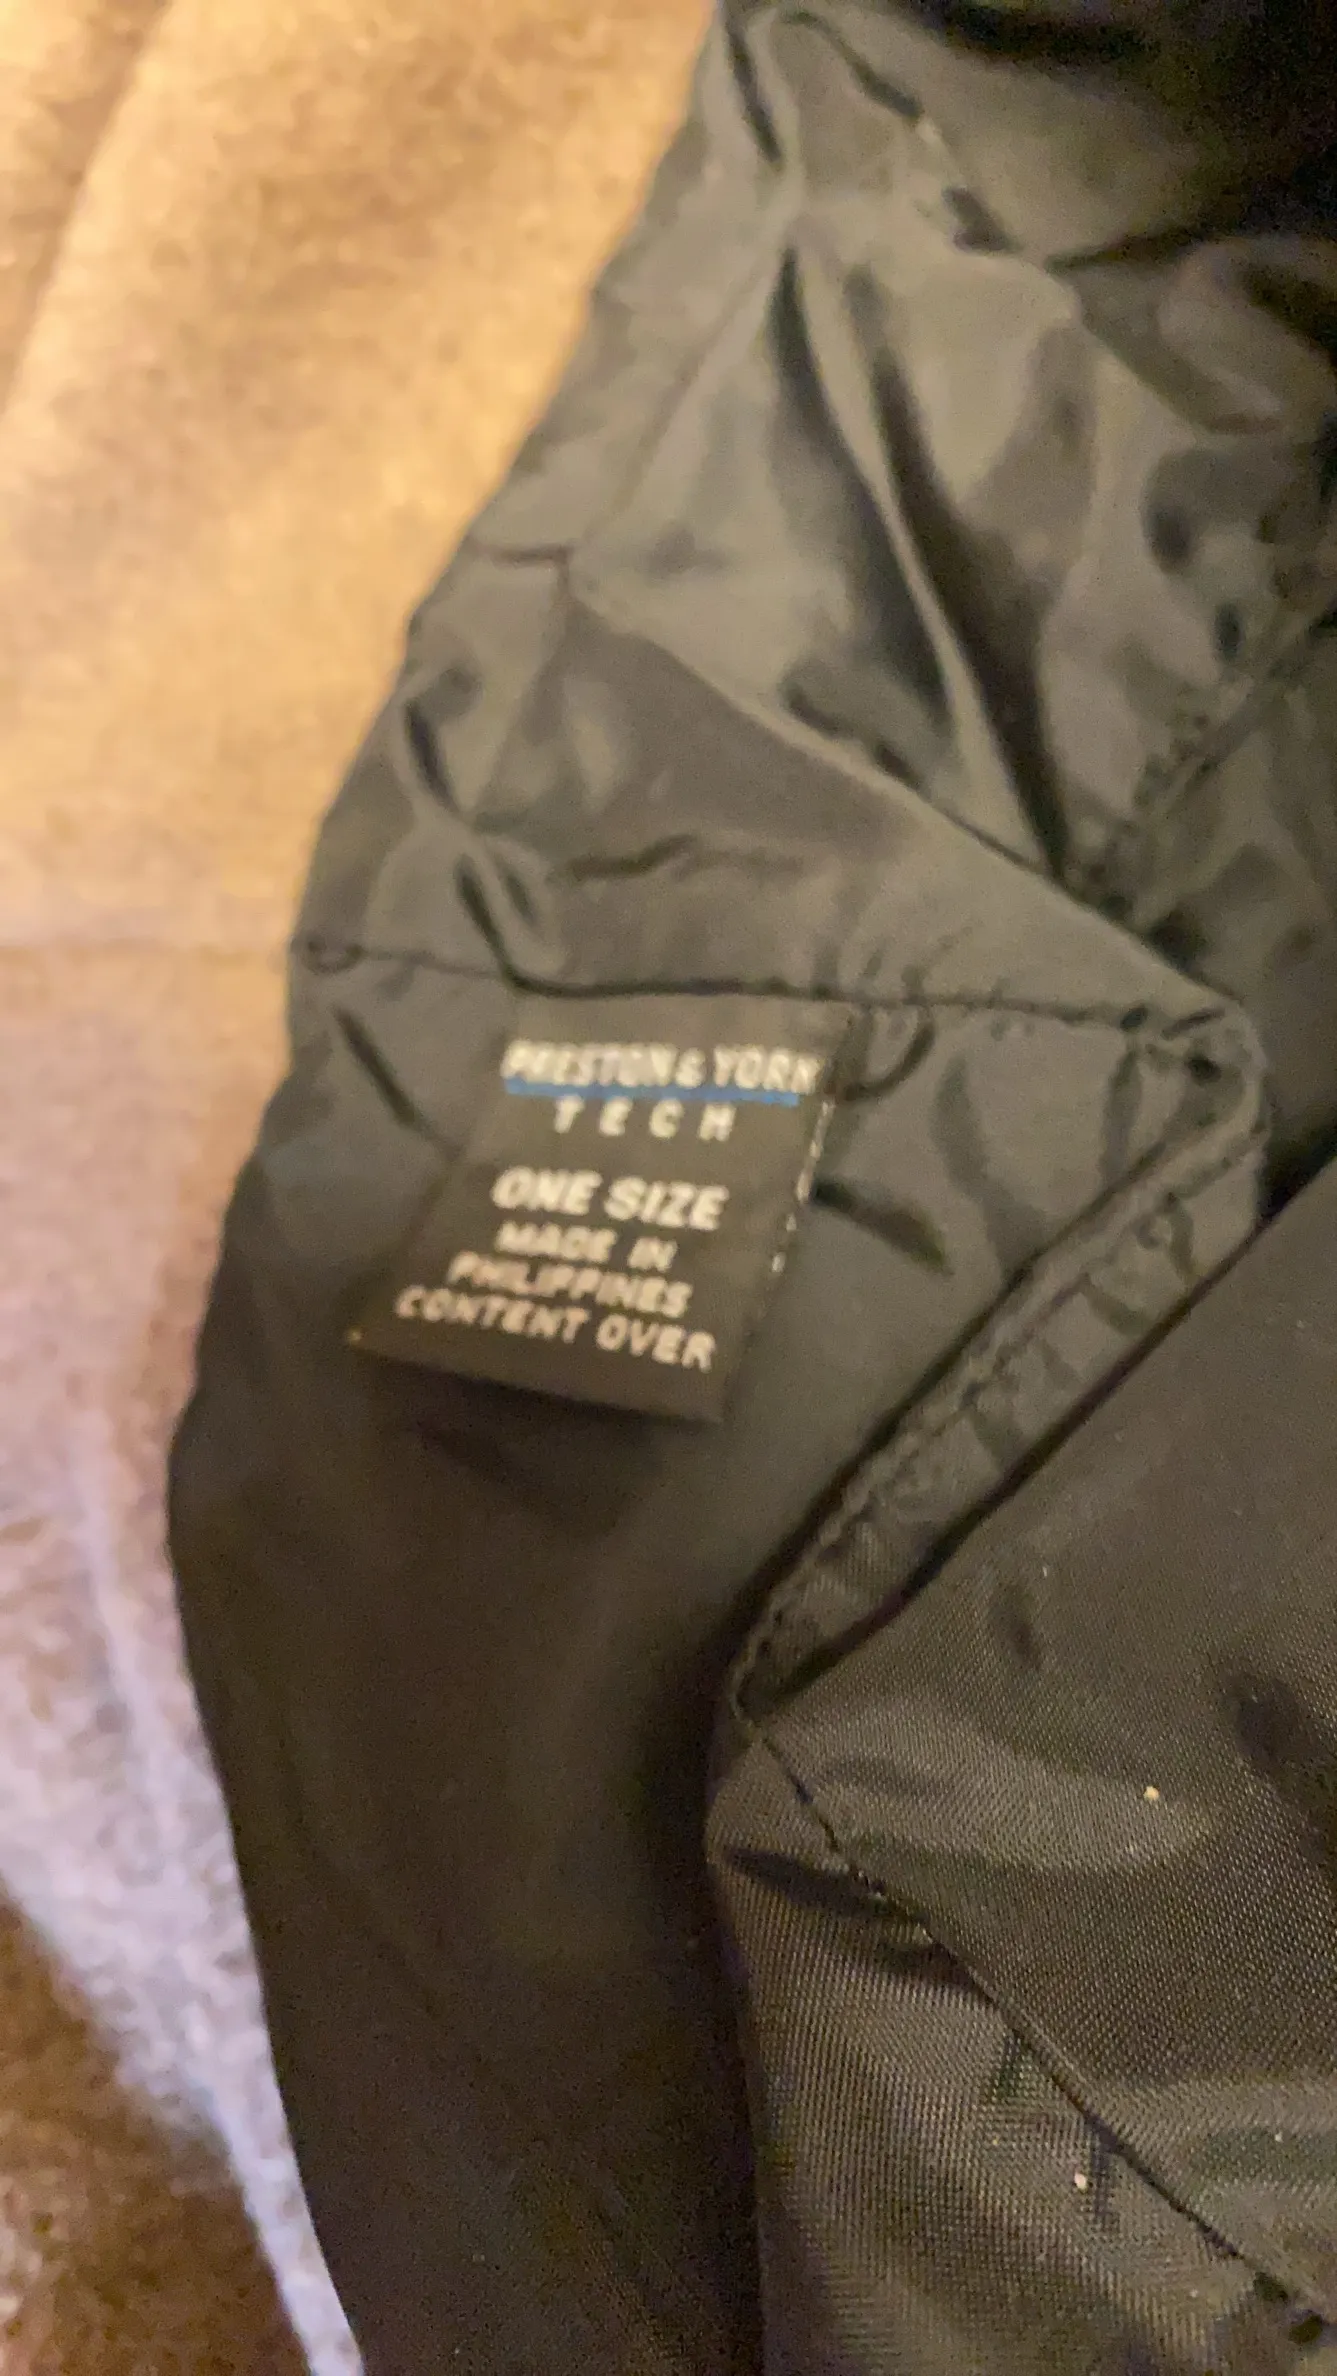 PRESTON & YORK
TECH
ONE SIZE
MADE IN
PHILIPPINES
CONTENT OVER